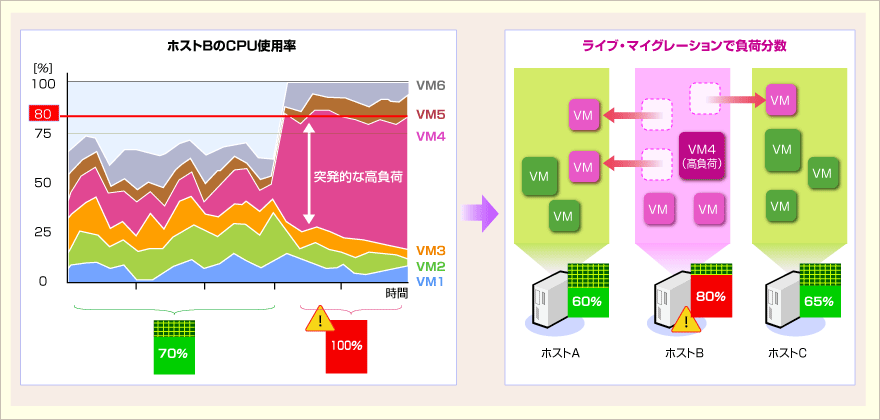 ホストBのCPU使用率
[%]
100
80
75
50
25
0
VM6
VM5
VM4
VM3
VM2
VM1
突発的な高負荷
時間
70%
!
100%
ライブ・マイグレーションで負荷分数
VM
VM
VM
VM
VM4
(高負荷)
VM
VM
VM
VM
VM
VM
VM
60%
80%
!
65%
ホストA
ホストB
ホストC